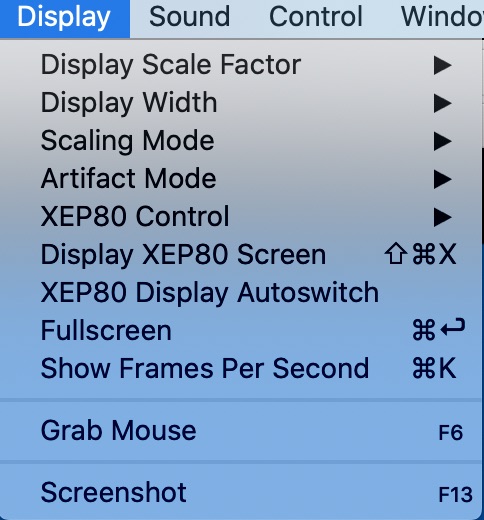 Display Sound Control Windo
Display Scale Factor ▶
Display Width ▶
Scaling Mode ▶
Artifact Mode ▶
XEP80 Control ▶
Display XEP80 Screen ⇧⌘X
XEP80 Display Autoswitch
Fullscreen ⌘↩
Show Frames Per Second ⌘K
Grab Mouse F6
Screenshot F13